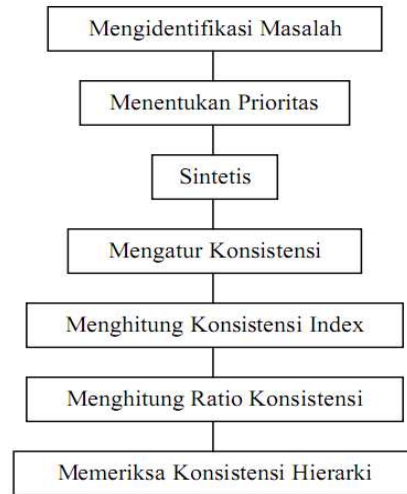 Mengidentifikasi Masalah
Menentukan Prioritas
Sintetis
Mengatur Konsistensi
Menghitung Konsistensi Index
Menghitung Ratio Konsistensi
Memeriksa Konsistensi Hierarki